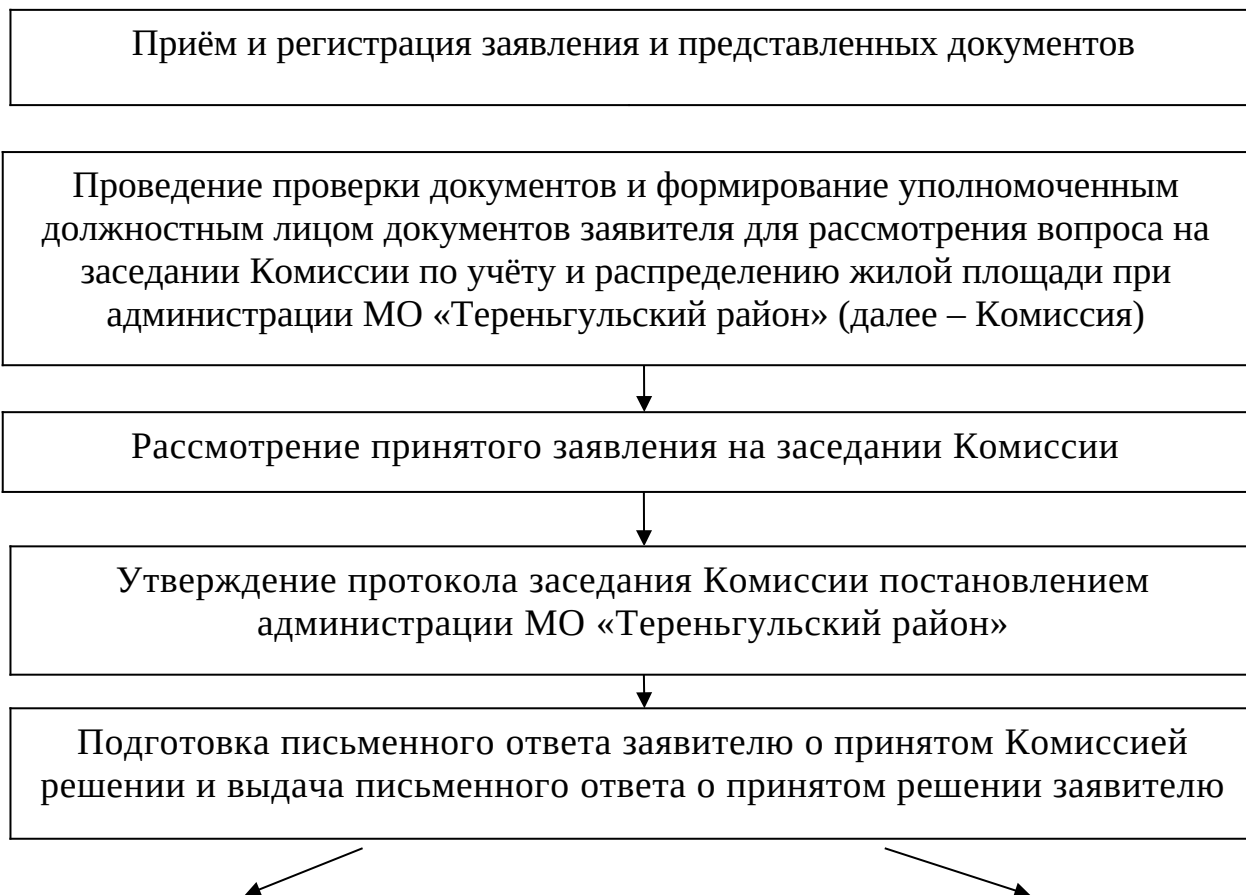 Приём и регистрация заявления и представленных документов
Проведение проверки документов и формирование уполномоченным
должностным лицом документов заявителя для рассмотрения вопроса на
заседании Комиссии по учёту и распределению жилой площади при
администрации МО «Тереньгульский район» (далее – Комиссия)
Рассмотрение принятого заявления на заседании Комиссии
Утверждение протокола заседания Комиссии постановлением
администрации МО «Тереньгульский район»
Подготовка письменного ответа заявителю о принятом Комиссией
решении и выдача письменного ответа о принятом решении заявителю